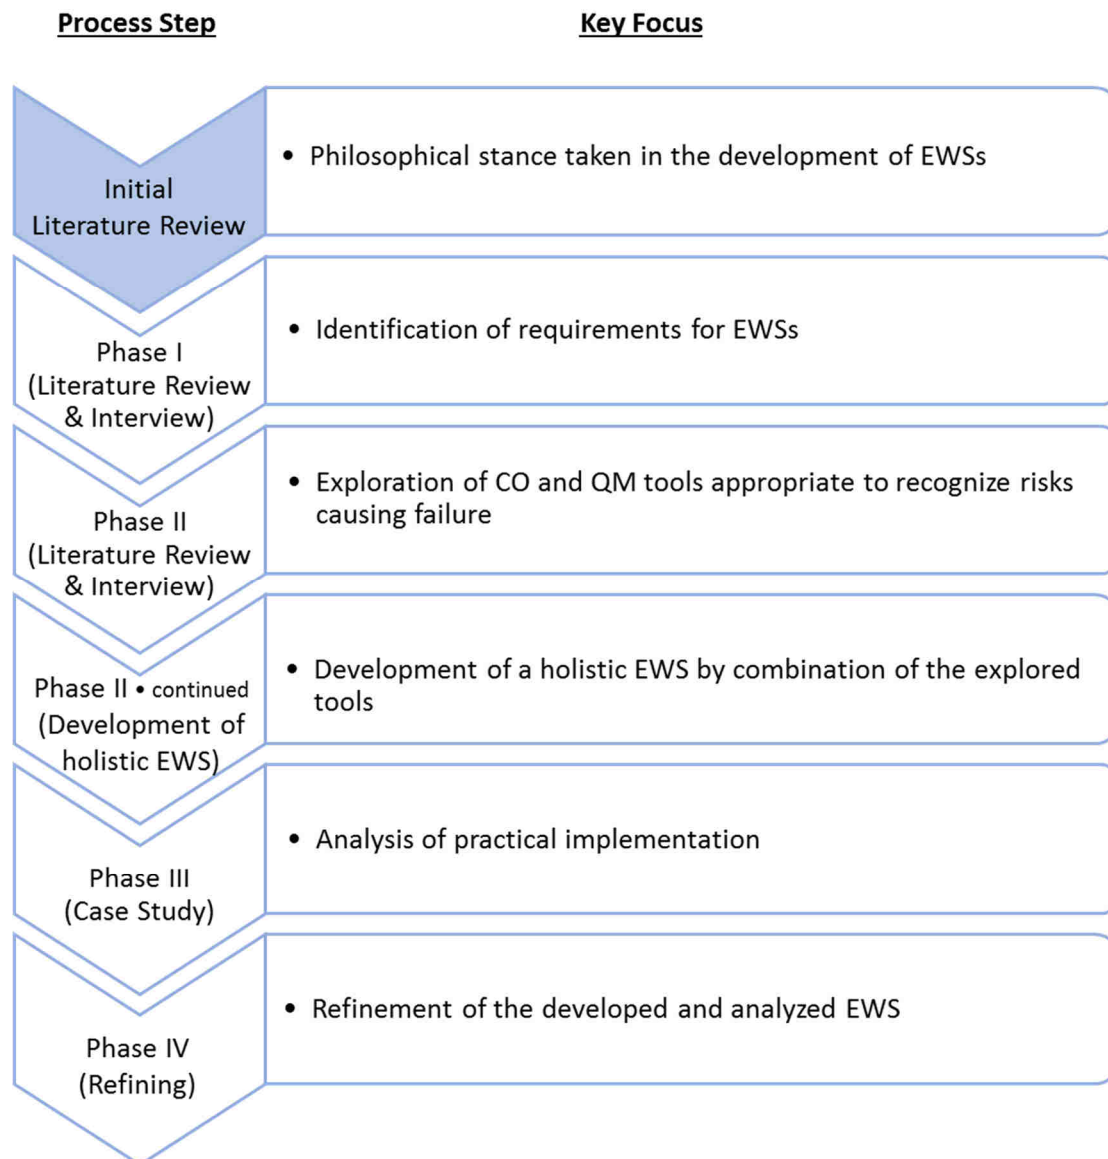 Process Step
Key Focus
Initial
Literature Review
• Philosophical stance taken in the development of EWSs
Phase I
(Literature Review
& Interview)
• Identification of requirements for EWSs
Phase II
(Literature Review
& Interview)
• Exploration of CO and QM tools appropriate to recognize risks
causing failure
Phase II • continued
(Development of
holistic EWS)
• Development of a holistic EWS by combination of the explored
tools
Phase III
(Case Study)
• Analysis of practical implementation
Phase IV
(Refining)
• Refinement of the developed and analyzed EWS